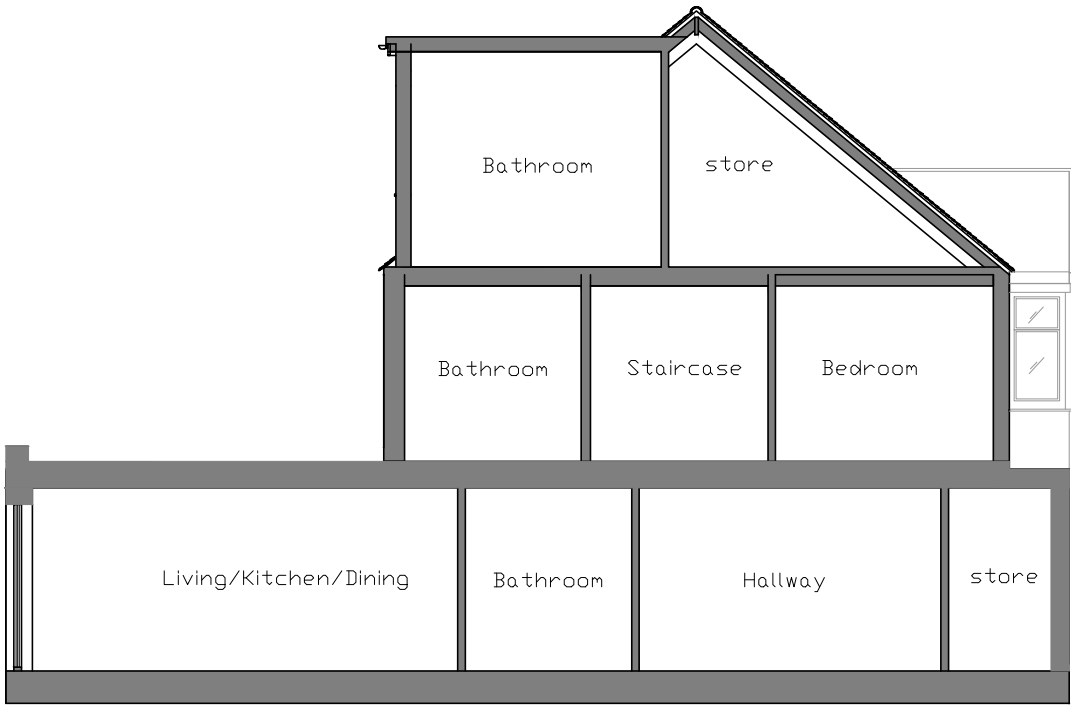 Bathroom
store
Bathroom
Staircase
Bedroom
Living/Kitchen/Dining
Bathroom
Hallway
store